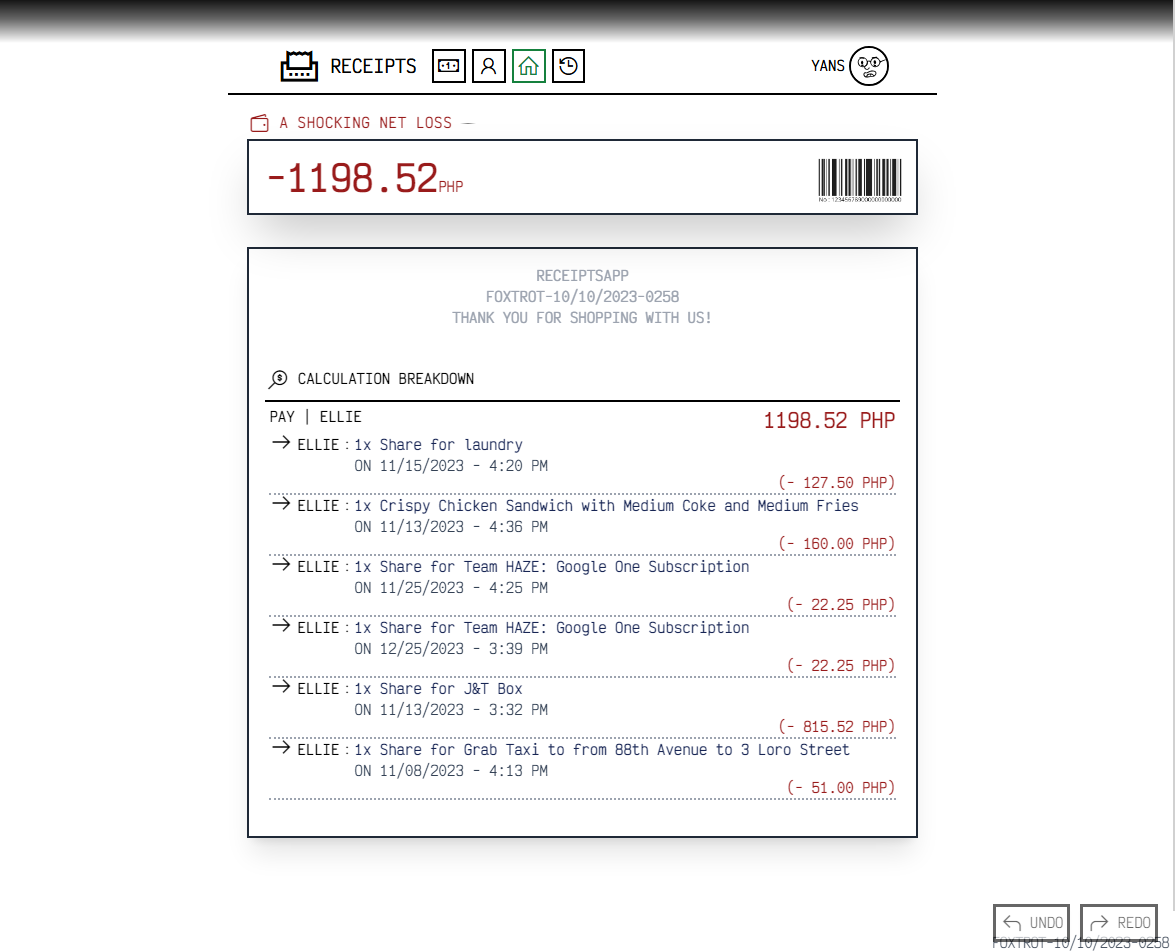 RECEIPTS
YANS
A SHOCKING NET LOSS
-1198.52PHP
RECEIPTSAPP
FOXTROT-10/10/2023-0258
THANK YOU FOR SHOPPING WITH US!
CALCULATION BREAKDOWN
PAY | ELLIE 1198.52 PHP
ELLIE : 1x Share for laundry
ON 11/15/2023 - 4:20 PM
(- 127.50 PHP)
ELLIE : 1x Crispy Chicken Sandwich with Medium Coke and Medium Fries
ON 11/13/2023 - 4:36 PM
(- 160.00 PHP)
ELLIE : 1x Share for Team HAZE: Google One Subscription
ON 11/25/2023 - 4:25 PM
(- 22.25 PHP)
ELLIE : 1x Share for Team HAZE: Google One Subscription
ON 12/25/2023 - 3:39 PM
(- 22.25 PHP)
ELLIE : 1x Share for J&T Box
ON 11/13/2023 - 3:32 PM
(- 815.52 PHP)
ELLIE : 1x Share for Grab Taxi to from 88th Avenue to 3 Loro Street
ON 11/08/2023 - 4:13 PM
(- 51.00 PHP)
UNDO REDO
FOXTROT-10/10/2023-0258